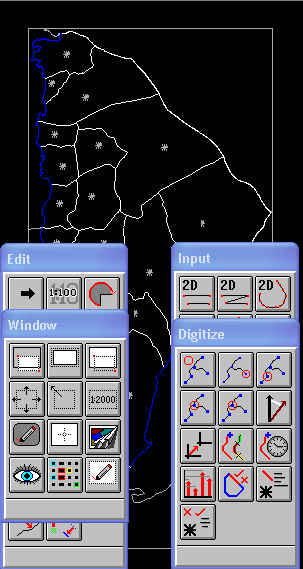 Edit
Input
1:100
2D
2D
2D
Window
Digitize
1:2000